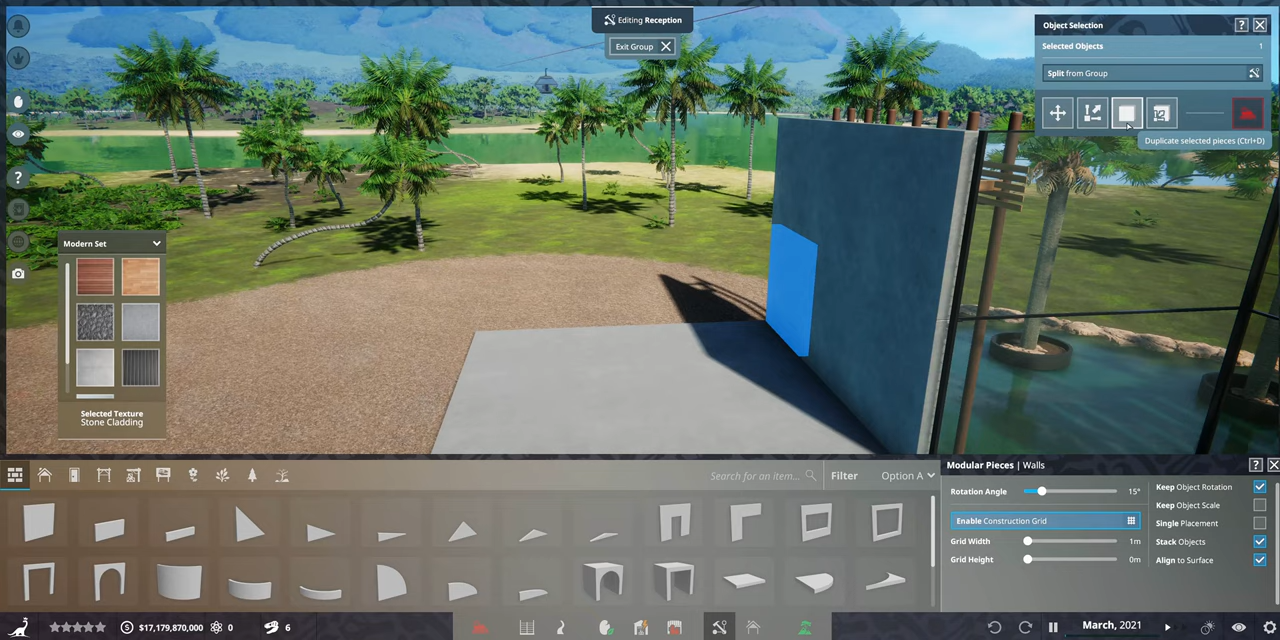 Editing Reception
Exit Group
Object Selection
?
Selected Objects 1
Split from Group
12
Duplicate selected pieces (Ctrl+D)
?
Modern Set
Selected Texture
Stone Cladding
Search for an item...
Filter
Option A
Modular Pieces | Walls
?
Rotation Angle 15°
Enable Construction Grid
Grid Width 1m
Grid Height 0m
Keep Object Rotation
Keep Object Scale
Single Placement
Stack Objects
Align to Surface
$17,179,870,000
0
6
March, 2021